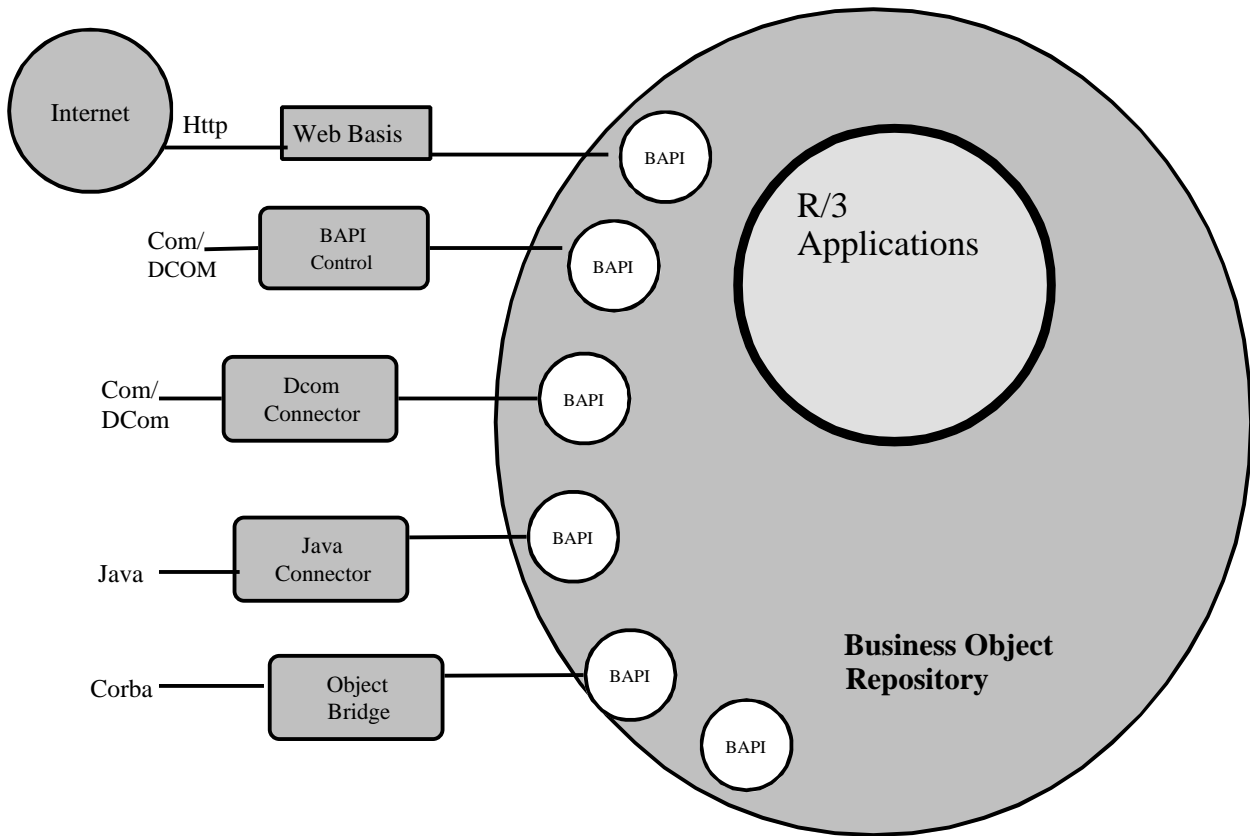 Internet
Http
Web Basis
BAPI
R/3
Applications
Com/
DCOM
BAPI
Control
BAPI
Com/
DCom
Dcom
Connector
BAPI
Java
Java
Connector
BAPI
Corba
Object
Bridge
BAPI
Business Object
Repository
BAPI